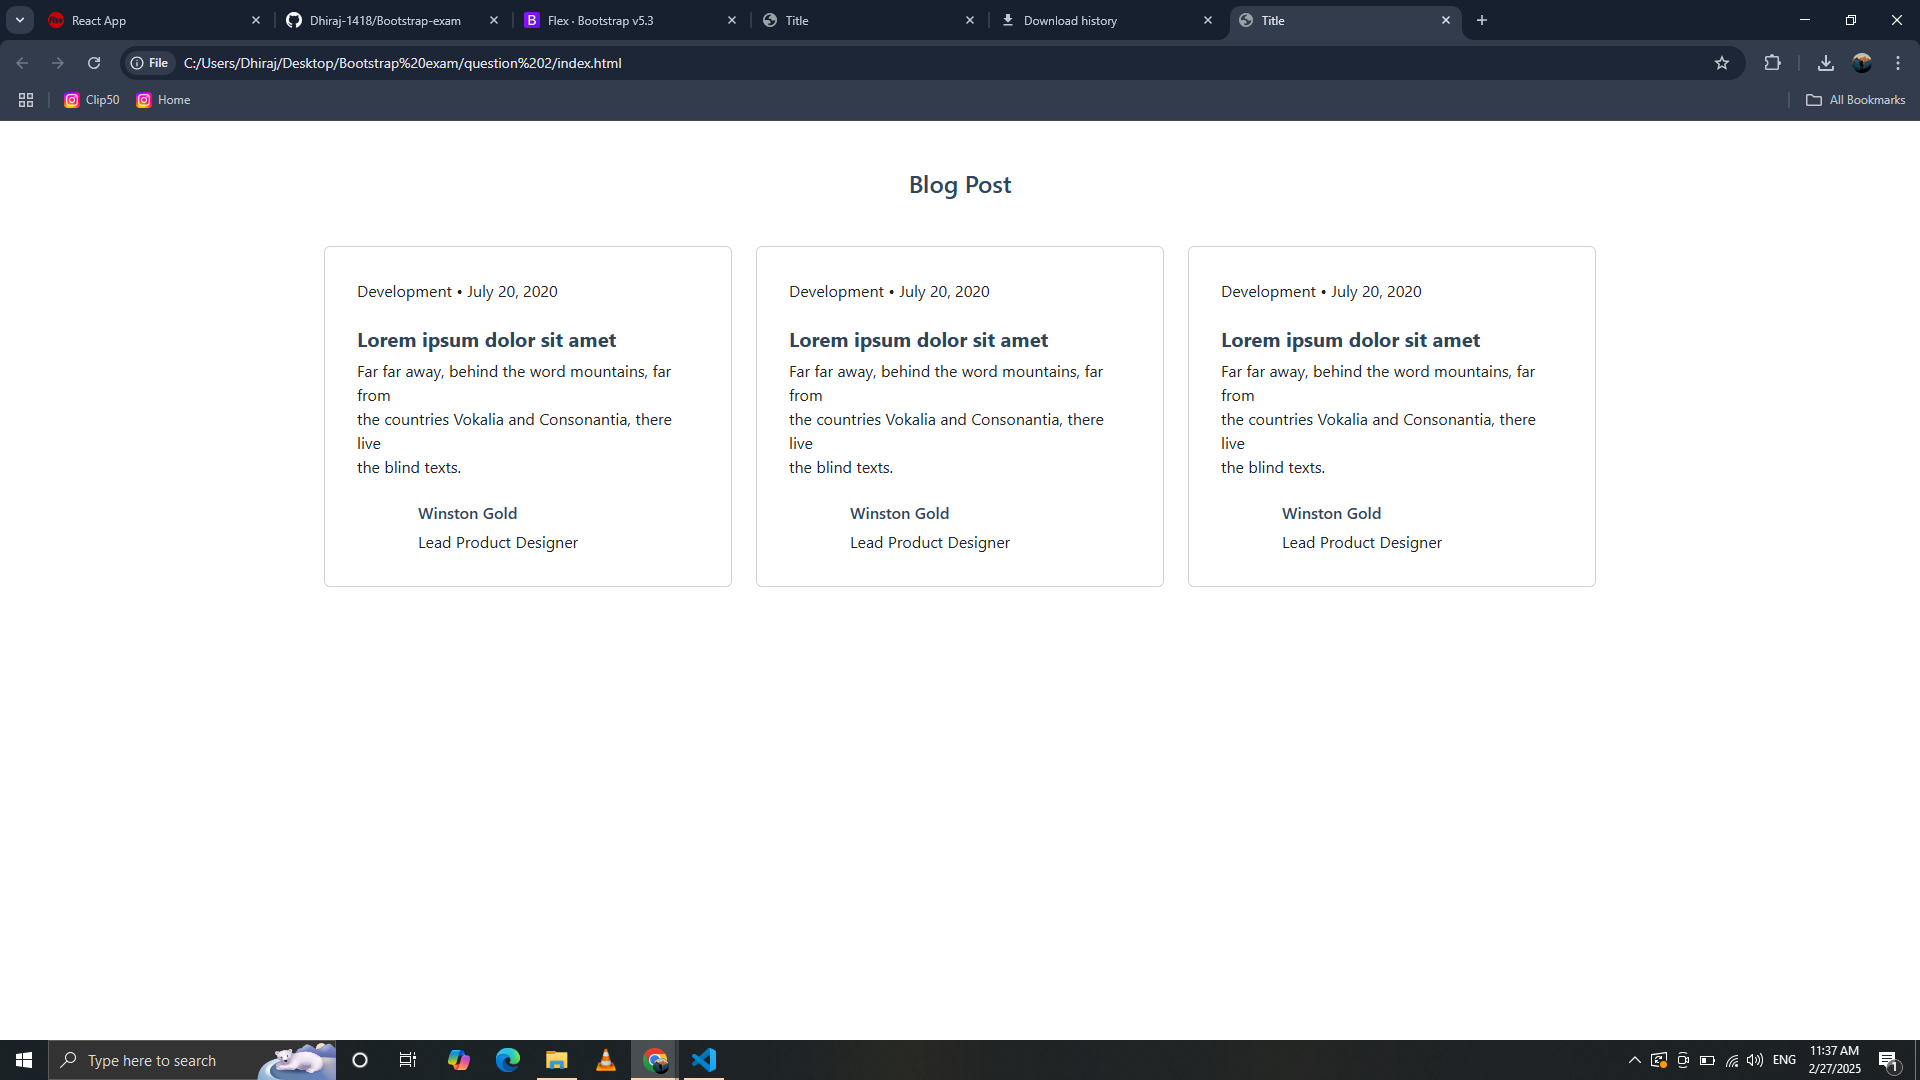 React App
Dhiraj-1418/Bootstrap-exam
Flex · Bootstrap v5.3
Title
Download history
Title
File
C:/Users/Dhiraj/Desktop/Bootstrap%20exam/question%202/index.html
Clip50
Home
All Bookmarks
Blog Post
Development • July 20, 2020
Lorem ipsum dolor sit amet
Far far away, behind the word mountains, far
from
the countries Vokalia and Consonantia, there
live
the blind texts.
Winston Gold
Lead Product Designer
Development • July 20, 2020
Lorem ipsum dolor sit amet
Far far away, behind the word mountains, far
from
the countries Vokalia and Consonantia, there
live
the blind texts.
Winston Gold
Lead Product Designer
Development • July 20, 2020
Lorem ipsum dolor sit amet
Far far away, behind the word mountains, far
from
the countries Vokalia and Consonantia, there
live
the blind texts.
Winston Gold
Lead Product Designer
Type here to search
ENG
11:37 AM
2/27/2025
1